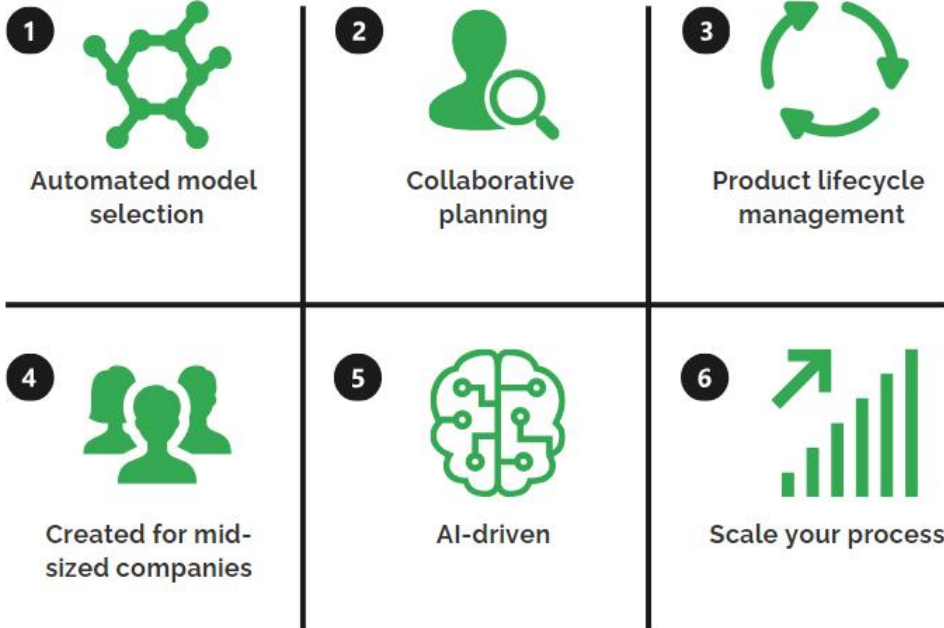 1
Automated model
selection
2
Collaborative
planning
3
Product lifecycle
management
4
Created for mid-
sized companies
5
AI-driven
6
Scale your process